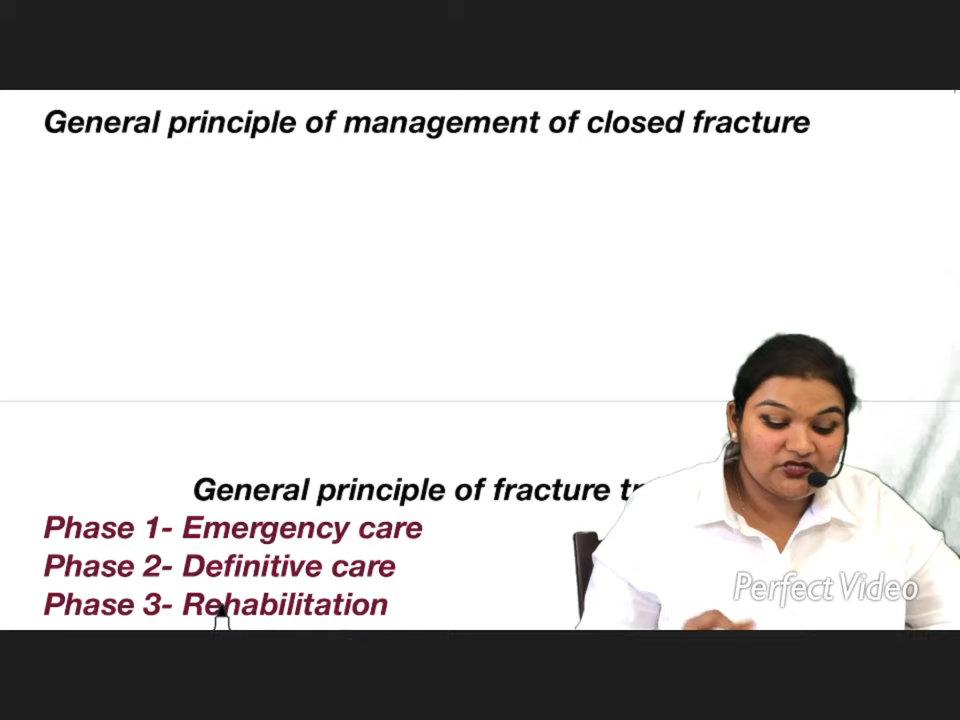 General principle of management of closed fracture
General principle of fracture
Phase 1- Emergency care
Phase 2- Definitive care
Perfect Video
Phase 3- Rehabilitation